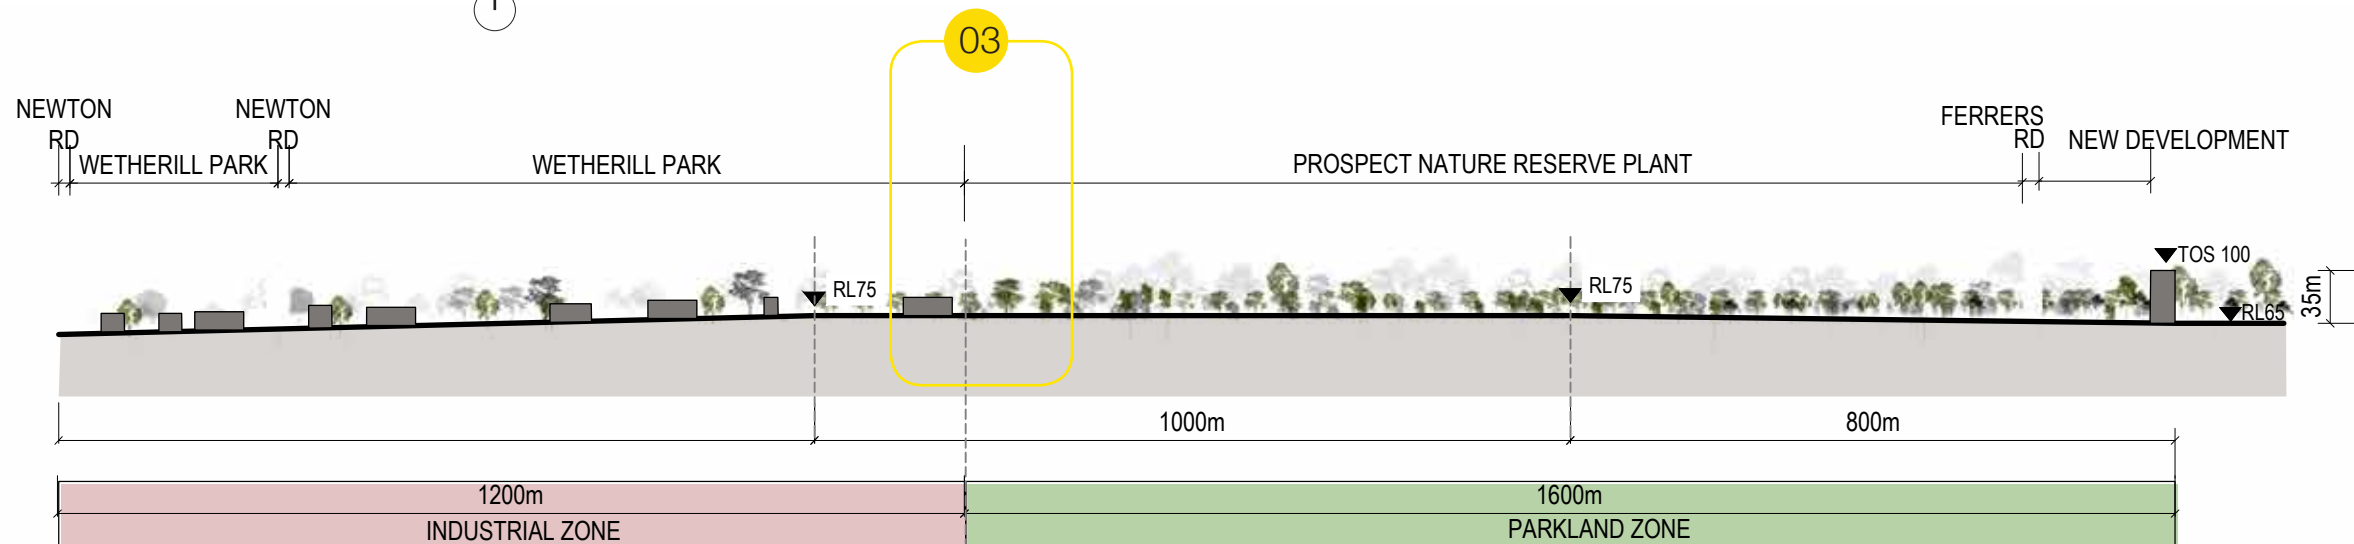 03
NEWTON
RD
NEWTON
RD
FERRERS
RD
NEW DEVELOPMENT
WETHERILL PARK
WETHERILL PARK
PROSPECT NATURE RESERVE PLANT
TOS 100
RL75
RL75
RL65
35m
1000m
800m
1200m
1600m
INDUSTRIAL ZONE
PARKLAND ZONE